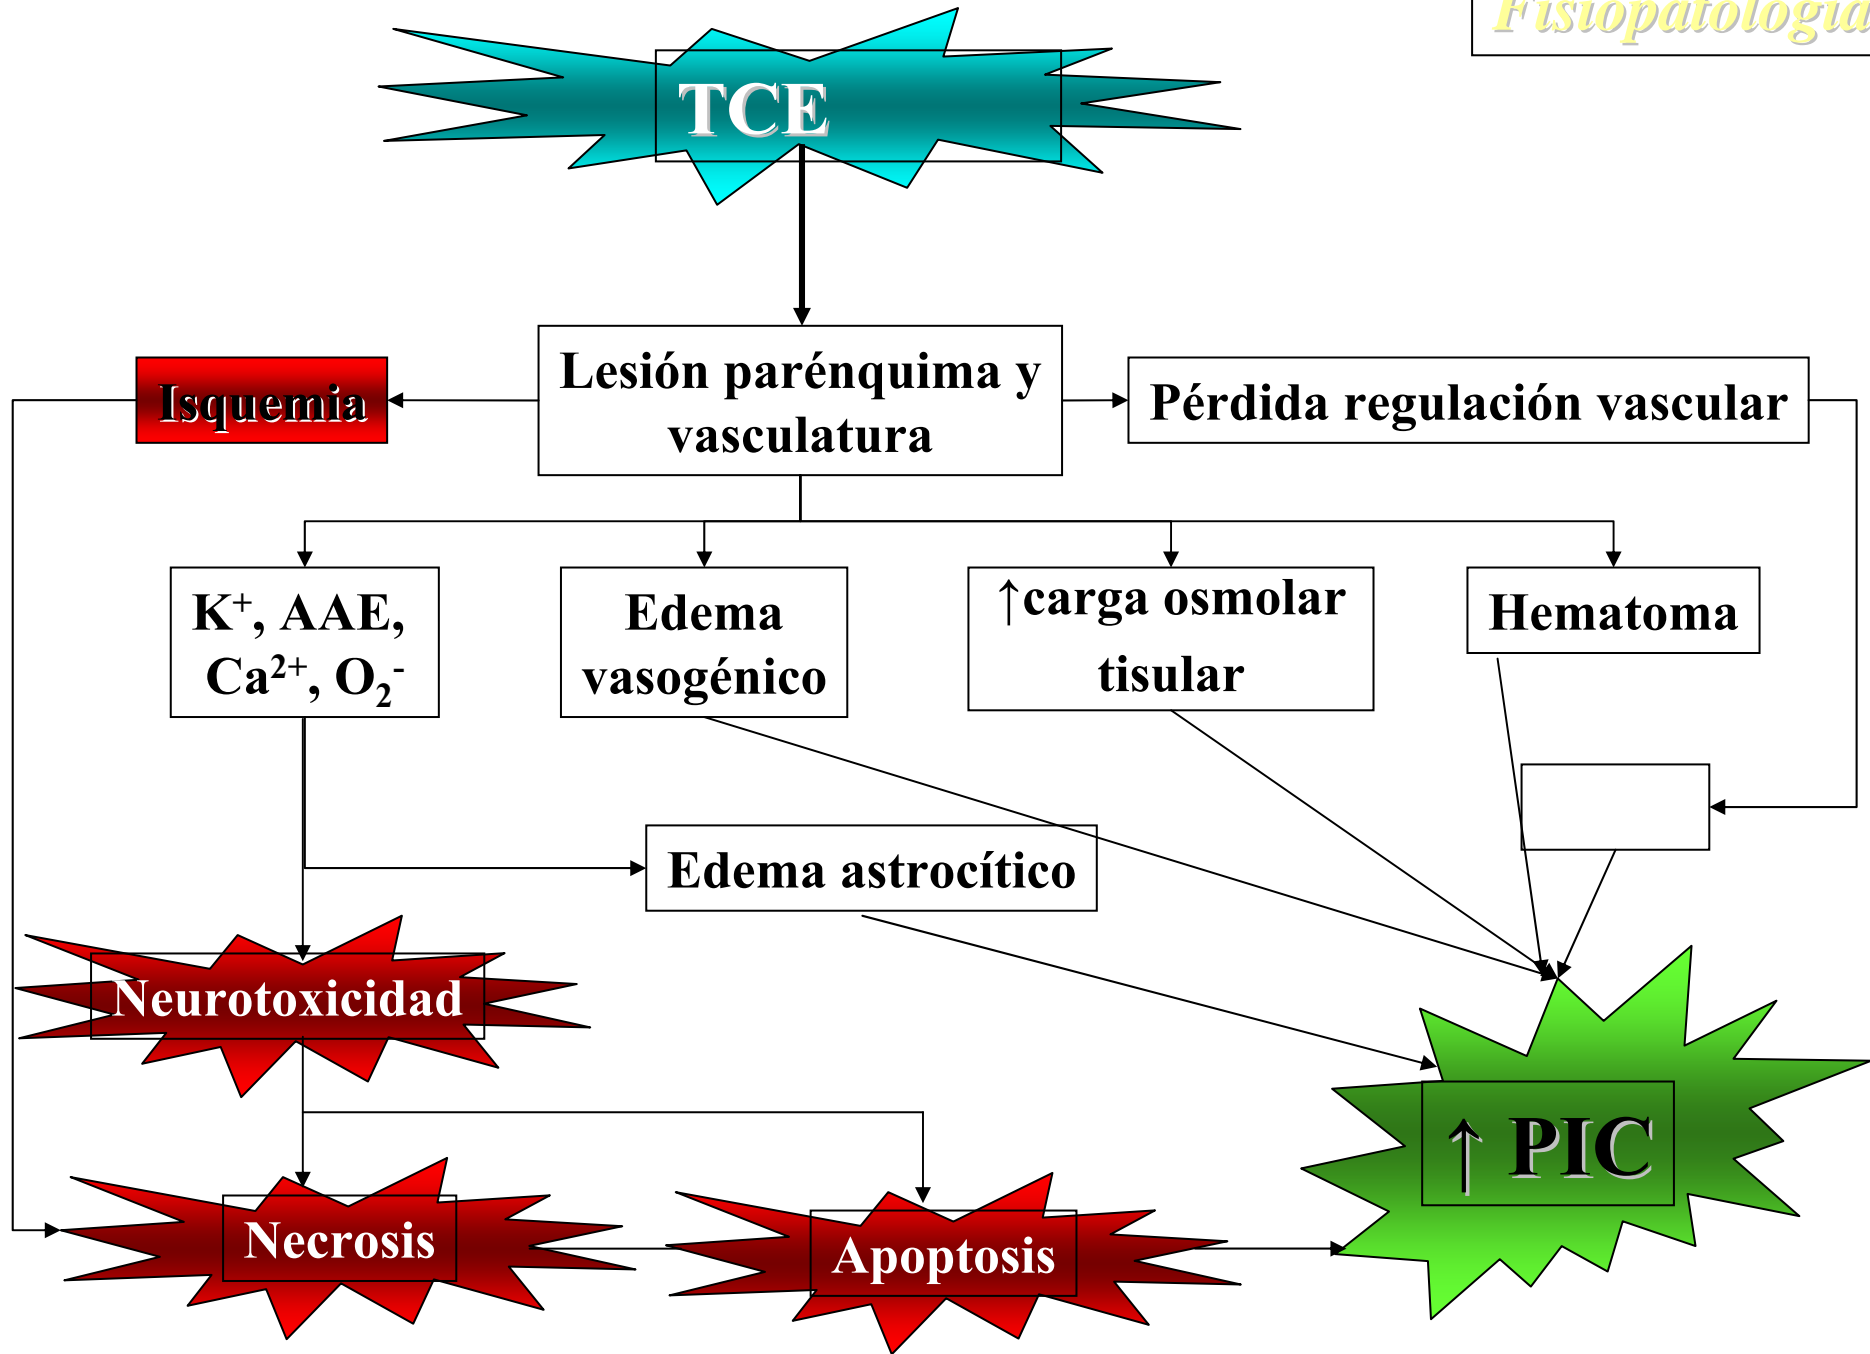 Fisiopatología
TCE
Isquemia
Lesión parénquima y
vasculatura
Pérdida regulación vascular
K⁺, AAE,
Ca²⁺, O₂⁻
Edema
vasogénico
↑carga osmolar
tisular
Hematoma
Edema astrocítico
Neurotoxicidad
↑ PIC
Necrosis
Apoptosis